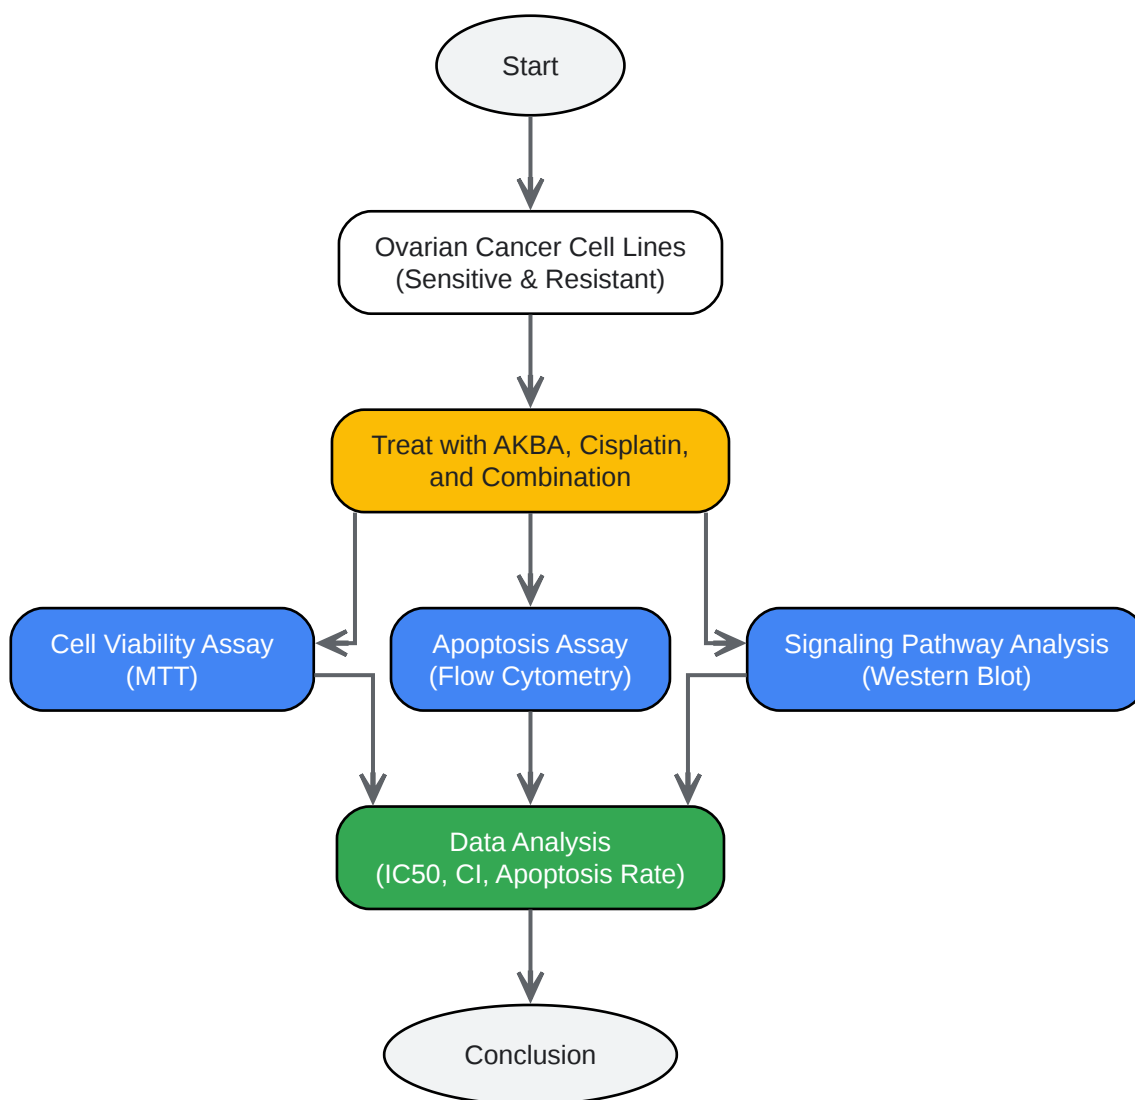 Start
Ovarian Cancer Cell Lines
(Sensitive & Resistant)
Treat with AKBA, Cisplatin,
and Combination
Cell Viability Assay
(MTT)
Apoptosis Assay
(Flow Cytometry)
Signaling Pathway Analysis
(Western Blot)
Data Analysis
(IC50, CI, Apoptosis Rate)
Conclusion